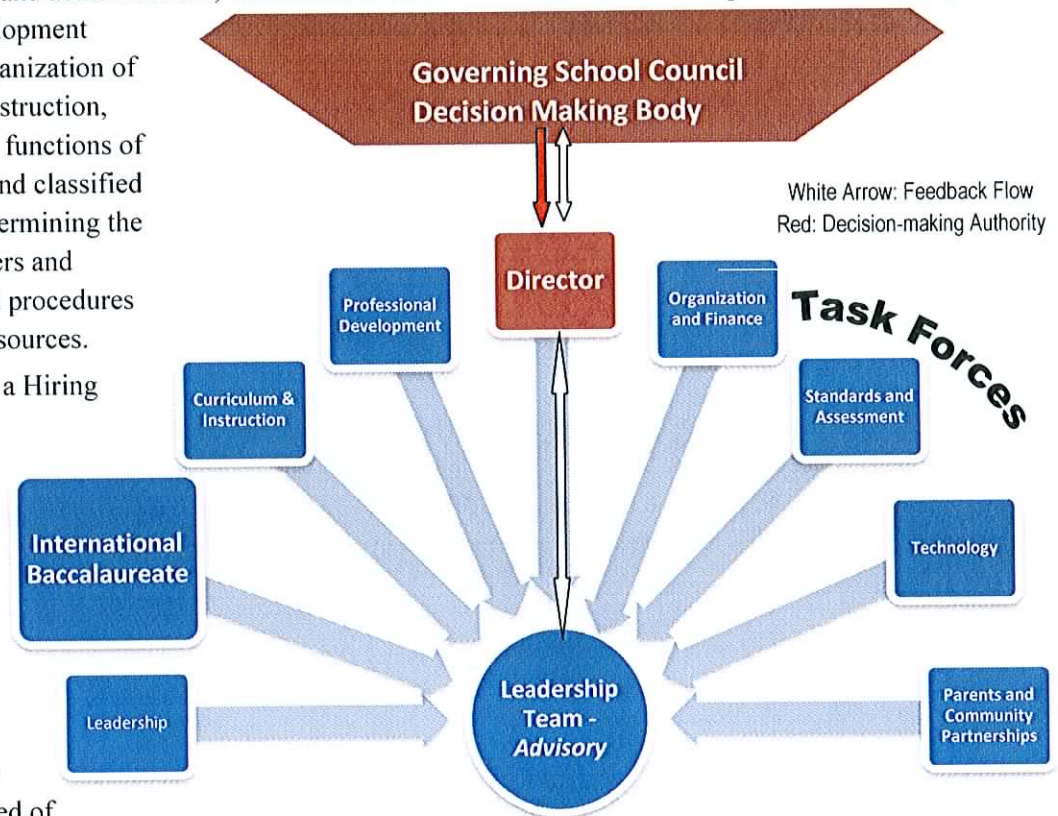 lopment
anization of
struction,
functions of
nd classified
termining the
ers and
procedures
sources.
a Hiring
ed of
Governing School Council
Decision Making Body
White Arrow: Feedback Flow
Red: Decision-making Authority
Director
Professional
Development
Organization
and Finance
Task Forces
Curriculum &
Instruction
Standards and
Assessment
International
Baccalaureate
Technology
Leadership
Leadership
Team -
Advisory
Parents and
Community
Partnerships